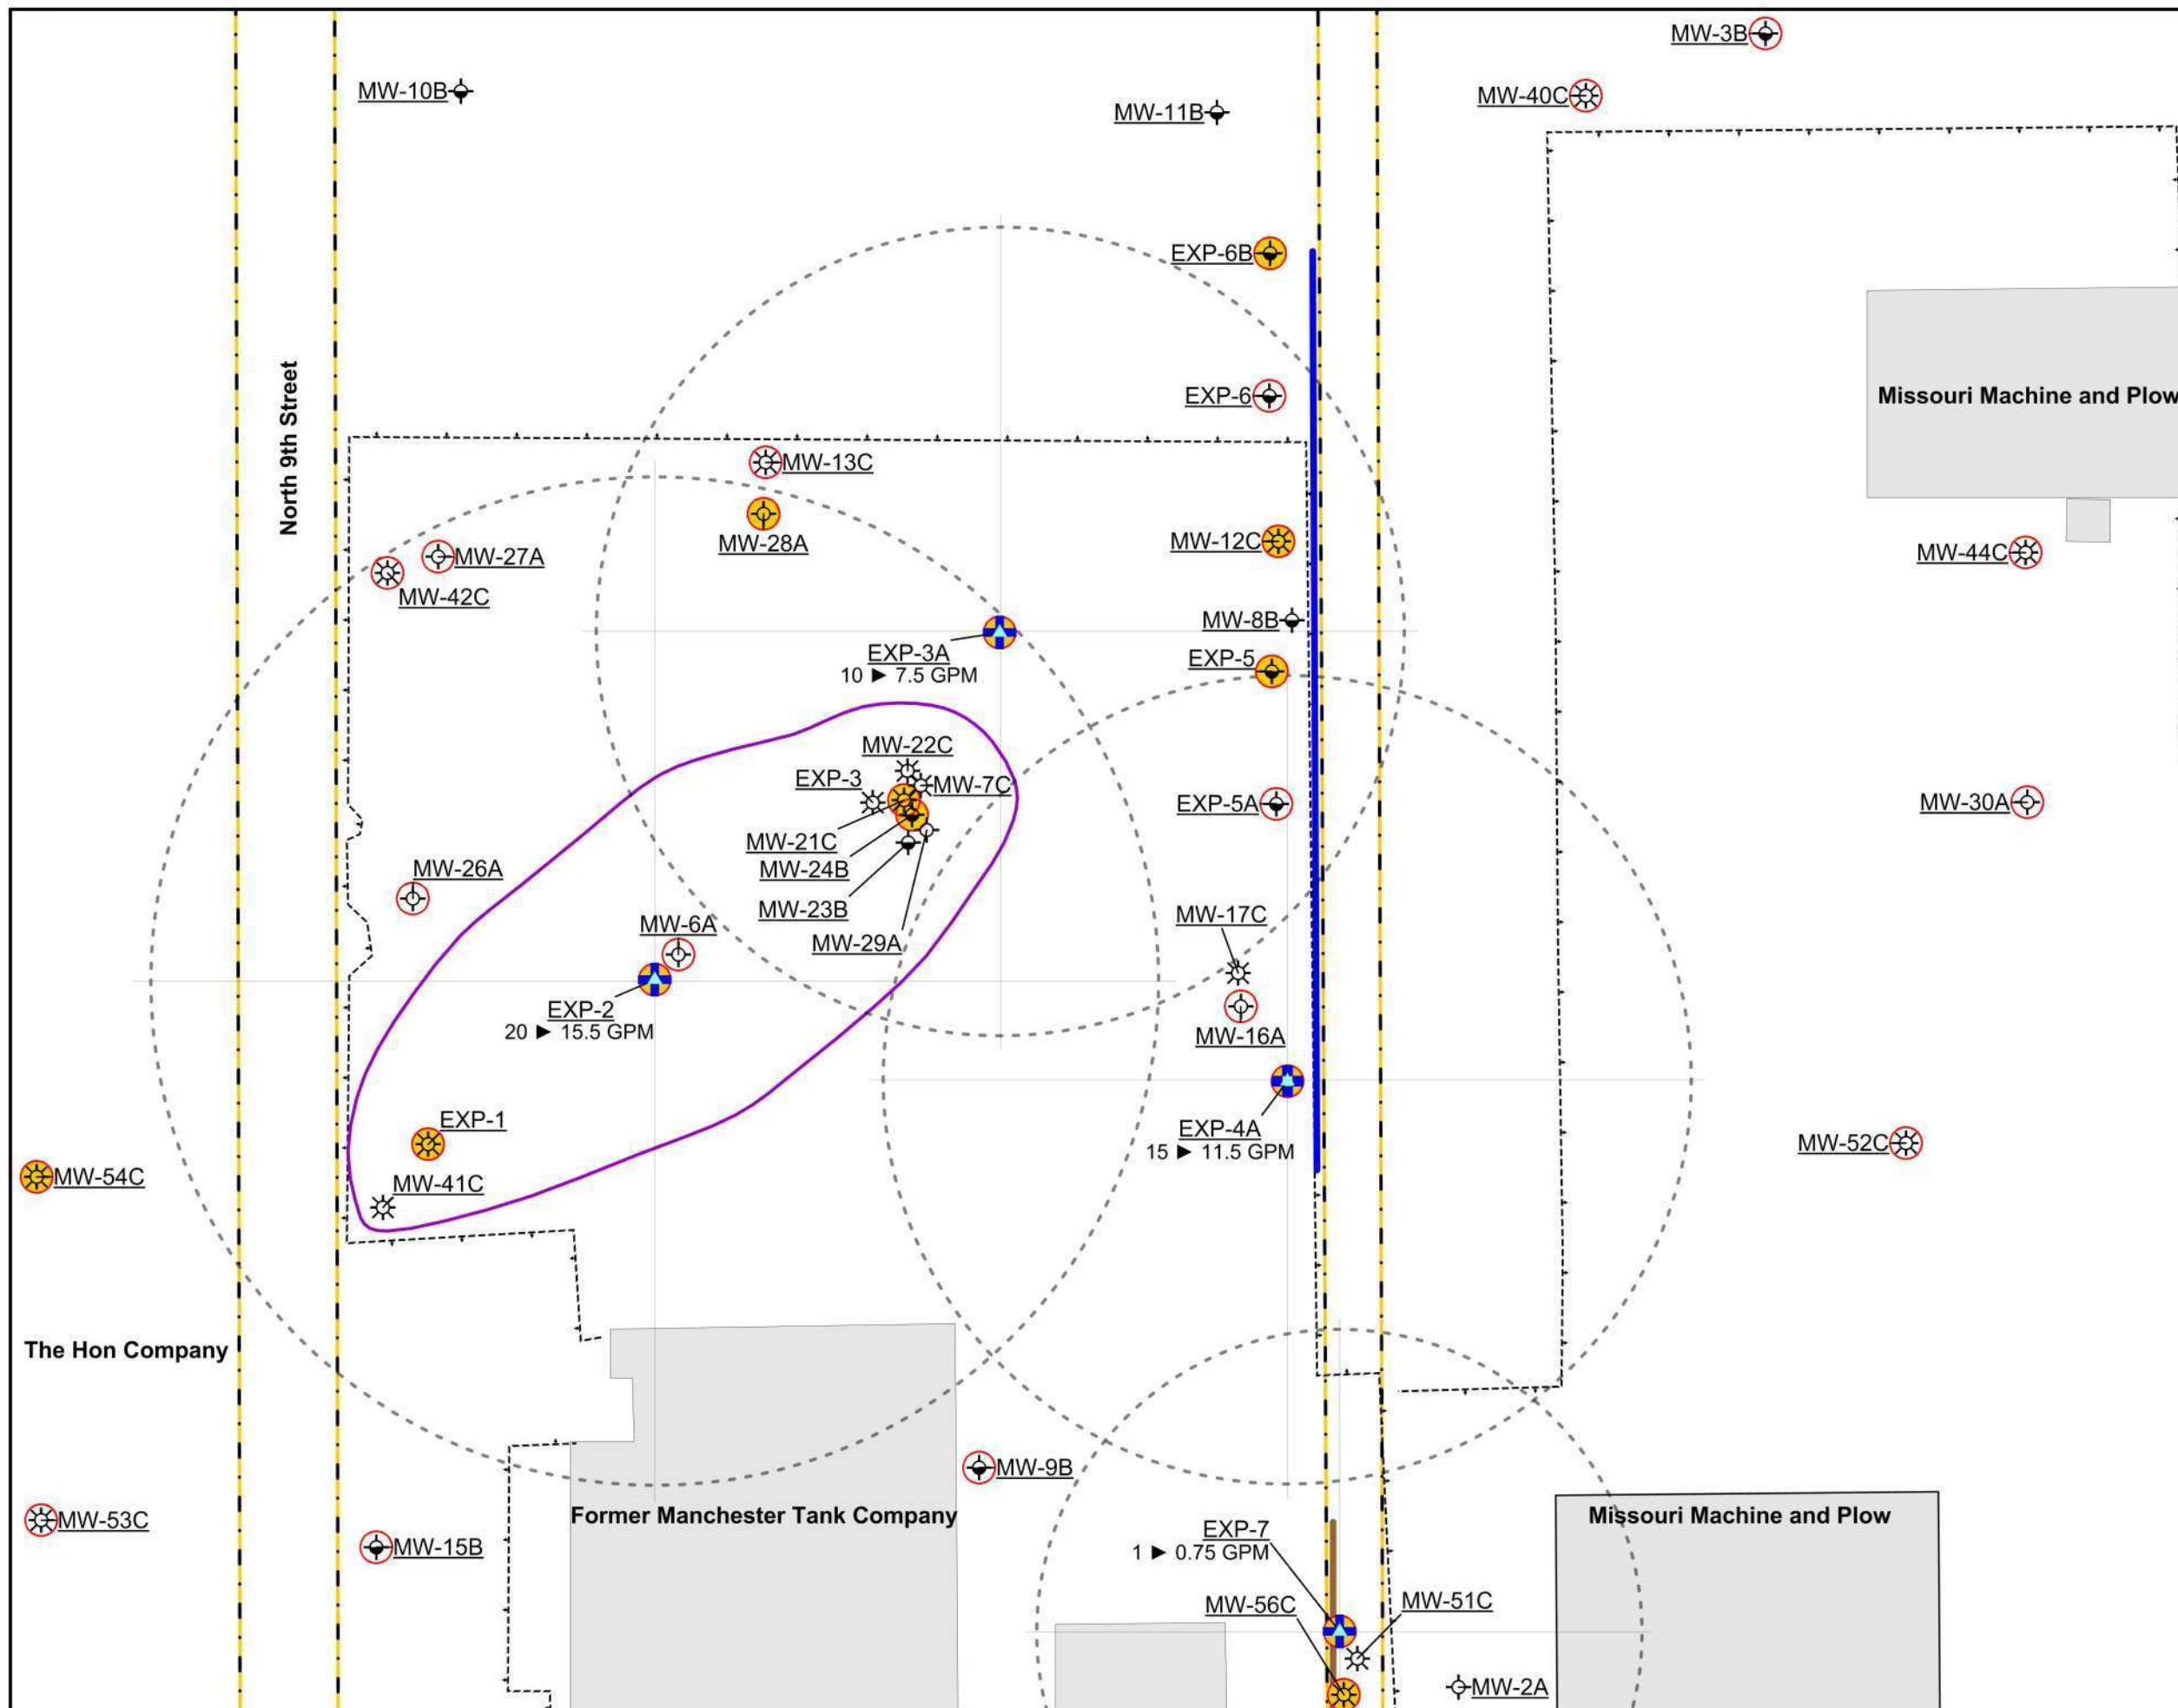 MW-3B
MW-10B
MW-40C
MW-11B
EXP-6B
North 9th Street
EXP-6
Missouri Machine and Plow
MW-13C
MW-28A
MW-12C
MW-27A
MW-44C
MW-42C
MW-8B
EXP-3A
10 ► 7.5 GPM
EXP-5
MW-22C
EXP-3
MW-7C
EXP-5A
MW-30A
MW-21C
MW-24B
MW-26A
MW-23B
MW-6A
MW-17C
MW-29A
EXP-2
20 ► 15.5 GPM
MW-16A
EXP-1
EXP-4A
15 ► 11.5 GPM
MW-52C
MW-54C
MW-41C
The Hon Company
MW-9B
Former Manchester Tank Company
Missouri Machine and Plow
MW-53C
EXP-7
1 ► 0.75 GPM
MW-15B
MW-56C
MW-51C
MW-2A